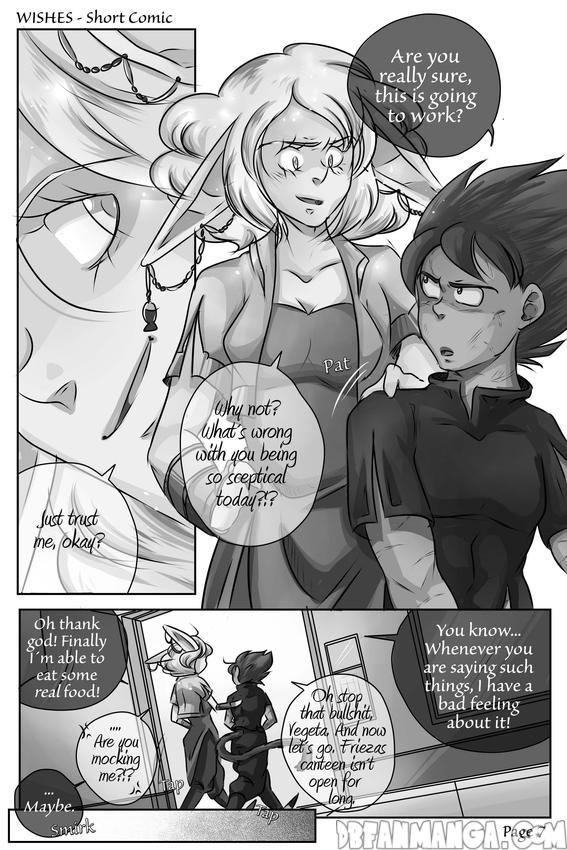 WISHES - Short Comic
Are you
really sure,
this is going
to work?
Pat
Why not?
What's wrong
with you being
so sceptical
today?!?
Just trust
me, okay?
You know...
Whenever you
are saying such
things, I have a
bad feeling
about it!
Oh stop
that bullshit,
Vegeta. And now
let's go. Friezas
canteen isn't
open for
long.
Oh thank
god! Finally
I´m able to
eat some
real food!
""
Are you
mocking
me?!?
...
Maybe.
Smirk
Tap
Tap
Page 7
DBFANMANGA.COM